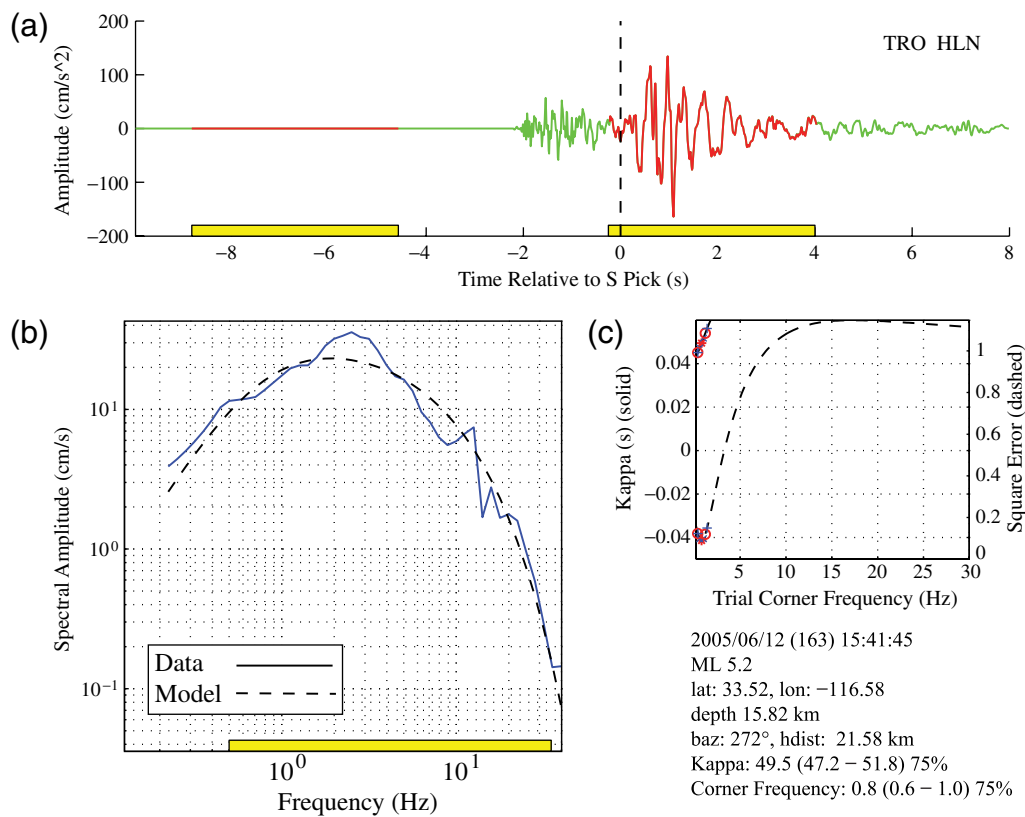 (a)
200
100
0
−100
−200
Amplitude (cm/s^2)
TRO HLN
−8 −6 −4 −2 0 2 4 6 8
Time Relative to S Pick (s)
(b)
10^1
10^0
10^−1
Spectral Amplitude (cm/s)
Data
Model
10^0 10^1
Frequency (Hz)
(c)
0.04
0.02
0
−0.02
−0.04
Kappa (s) (solid)
1
0.8
0.6
0.4
0.2
0
Square Error (dashed)
5 10 15 20 25 30
Trial Corner Frequency (Hz)
2005/06/12 (163) 15:41:45
ML 5.2
lat: 33.52, lon: −116.58
depth 15.82 km
baz: 272°, hdist: 21.58 km
Kappa: 49.5 (47.2 − 51.8) 75%
Corner Frequency: 0.8 (0.6 − 1.0) 75%